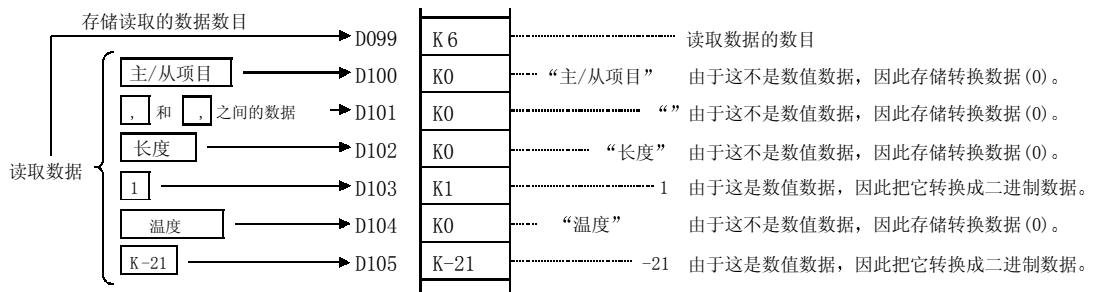 存储读取的数据数目
D099 K6 读取数据的数目
主/从项目 D100 K0 “主/从项目” 由于这不是数值数据，因此存储转换数据(0)。
, 和 , 之间的数据 D101 K0 “” 由于这不是数值数据，因此存储转换数据(0)。
长度 D102 K0 “长度” 由于这不是数值数据，因此存储转换数据(0)。
读取数据
1 D103 K1 1 由于这是数值数据，因此把它转换成二进制数据。
温度 D104 K0 “温度” 由于这不是数值数据，因此存储转换数据(0)。
K-21 D105 K-21 -21 由于这是数值数据，因此把它转换成二进制数据。